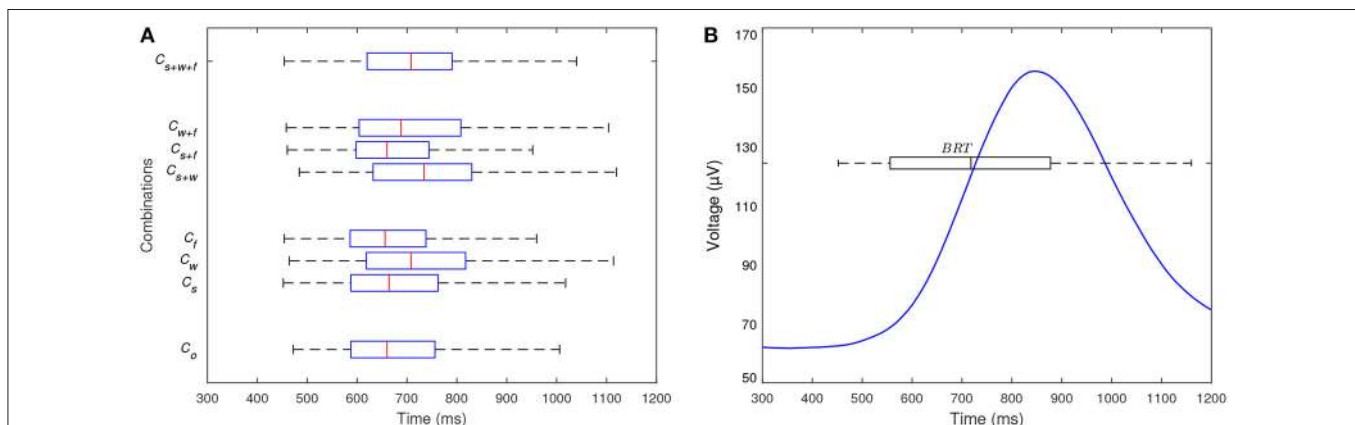 A
Combinations
C_{s+w+f}
C_{w+f}
C_{s+f}
C_{s+w}
C_f
C_w
C_s
C_o
300 400 500 600 700 800 900 1000 1100 1200
Time (ms)
B
Voltage (µV)
170
150
130
110
90
70
50
BRT
300 400 500 600 700 800 900 1000 1100 1200
Time (ms)